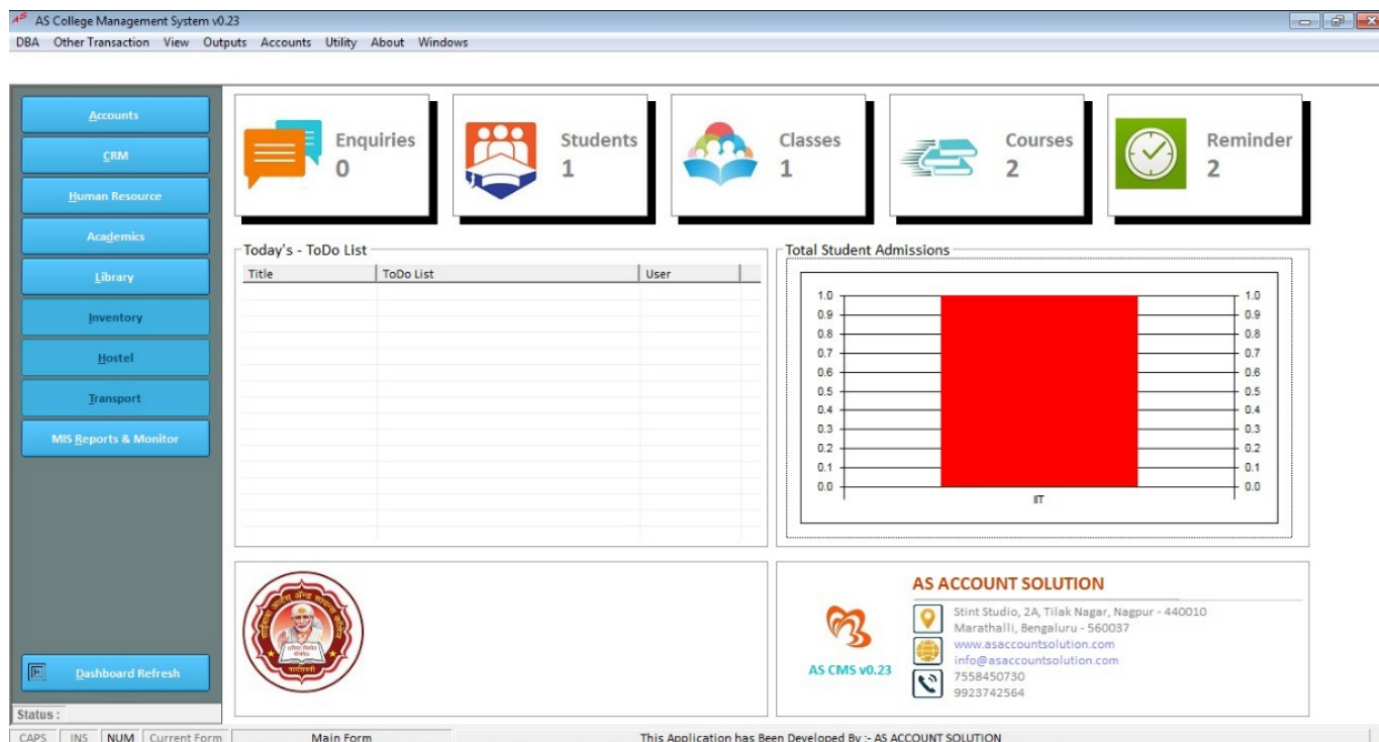 AS College Management System v0.23
DBA Other Transaction View Outputs Accounts Utility About Windows
Accounts
CRM
Human Resource
Academics
Library
Inventory
Hostel
Transport
MIS Reports & Monitor
Dashboard Refresh
Status :
Enquiries
0
Students
1
Classes
1
Courses
2
Reminder
2
Today's - ToDo List
Title ToDo List User
Total Student Admissions
1.0 1.0
0.9 0.9
0.8 0.8
0.7 0.7
0.6 0.6
0.5 0.5
0.4 0.4
0.3 0.3
0.2 0.2
0.1 0.1
0.0 0.0
IIT
AS CMS v0.23
AS ACCOUNT SOLUTION
Stint Studio, 2A, Tilak Nagar, Nagpur - 440010
Marathalli, Bengaluru - 560037
www.asaccountsolution.com
info@asaccountsolution.com
7558450730
9923742564
CAPS INS NUM Current Form Main Form This Application has Been Developed By :- AS ACCOUNT SOLUTION